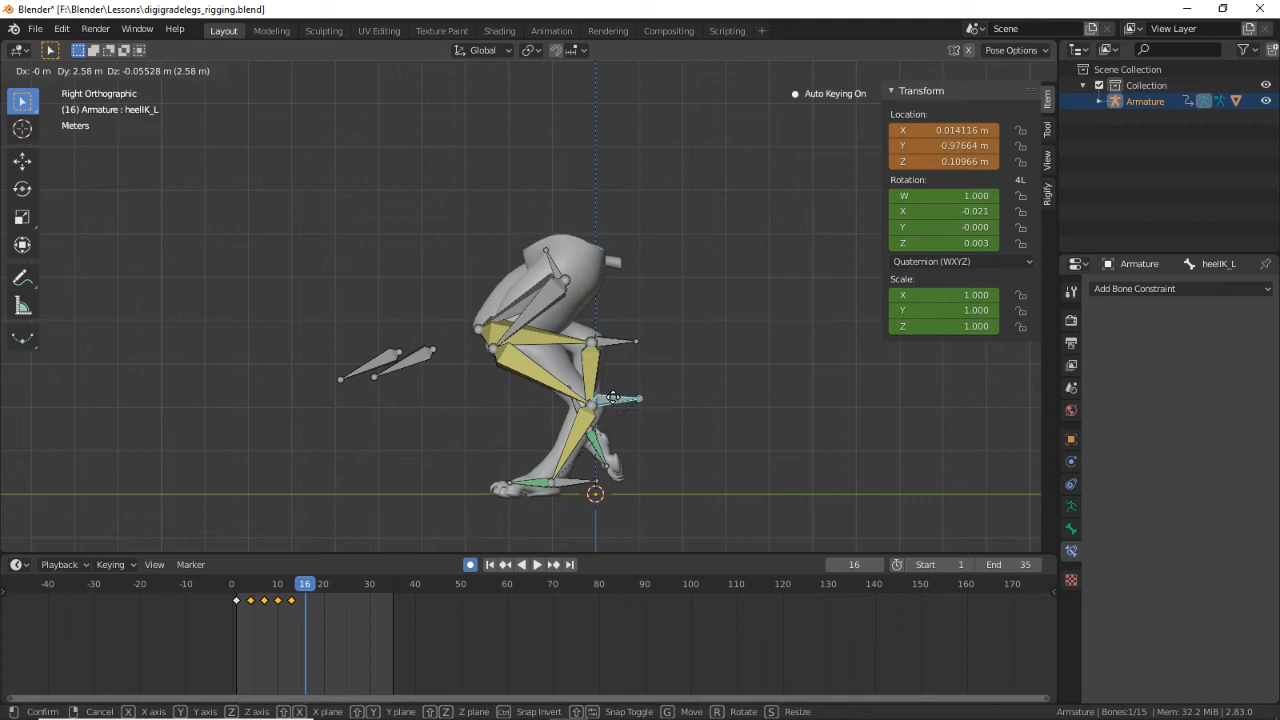 Blender* [F:\Blender\Lessons\digigradelegs_rigging.blend]
File Edit Render Window Help Layout Modeling Sculpting UV Editing Texture Paint Shading Animation Rendering Compositing Scripting + Scene View Layer
Global X Pose Options
Dx: -0 m Dy: 2.58 m Dz: -0.05528 m (2.58 m)
Scene Collection
Collection
Armature
Right Orthographic
(16) Armature : heelIK_L
Meters
Auto Keying On
Transform
Location:
X 0.014116 m
Y -0.97664 m
Z 0.10966 m
Rotation: 4L
W 1.000
X -0.021
Y -0.000
Z 0.003
Quaternion (WXYZ)
Scale:
X 1.000
Y 1.000
Z 1.000
Item
Tool
View
Rigify
Armature heelIK_L
Add Bone Constraint
Playback Keying View Marker 16 Start 1 End 35
-40 -30 -20 -10 0 10 16 20 30 40 50 60 70 80 90 100 110 120 130 140 150 160 170
Confirm Cancel X X axis Y Y axis Z Z axis X X plane Y Y plane Z Z plane Snap Invert Snap Toggle G Move R Rotate S Resize Armature | Bones:1/15 | Mem: 32.2 MiB | 2.83.0